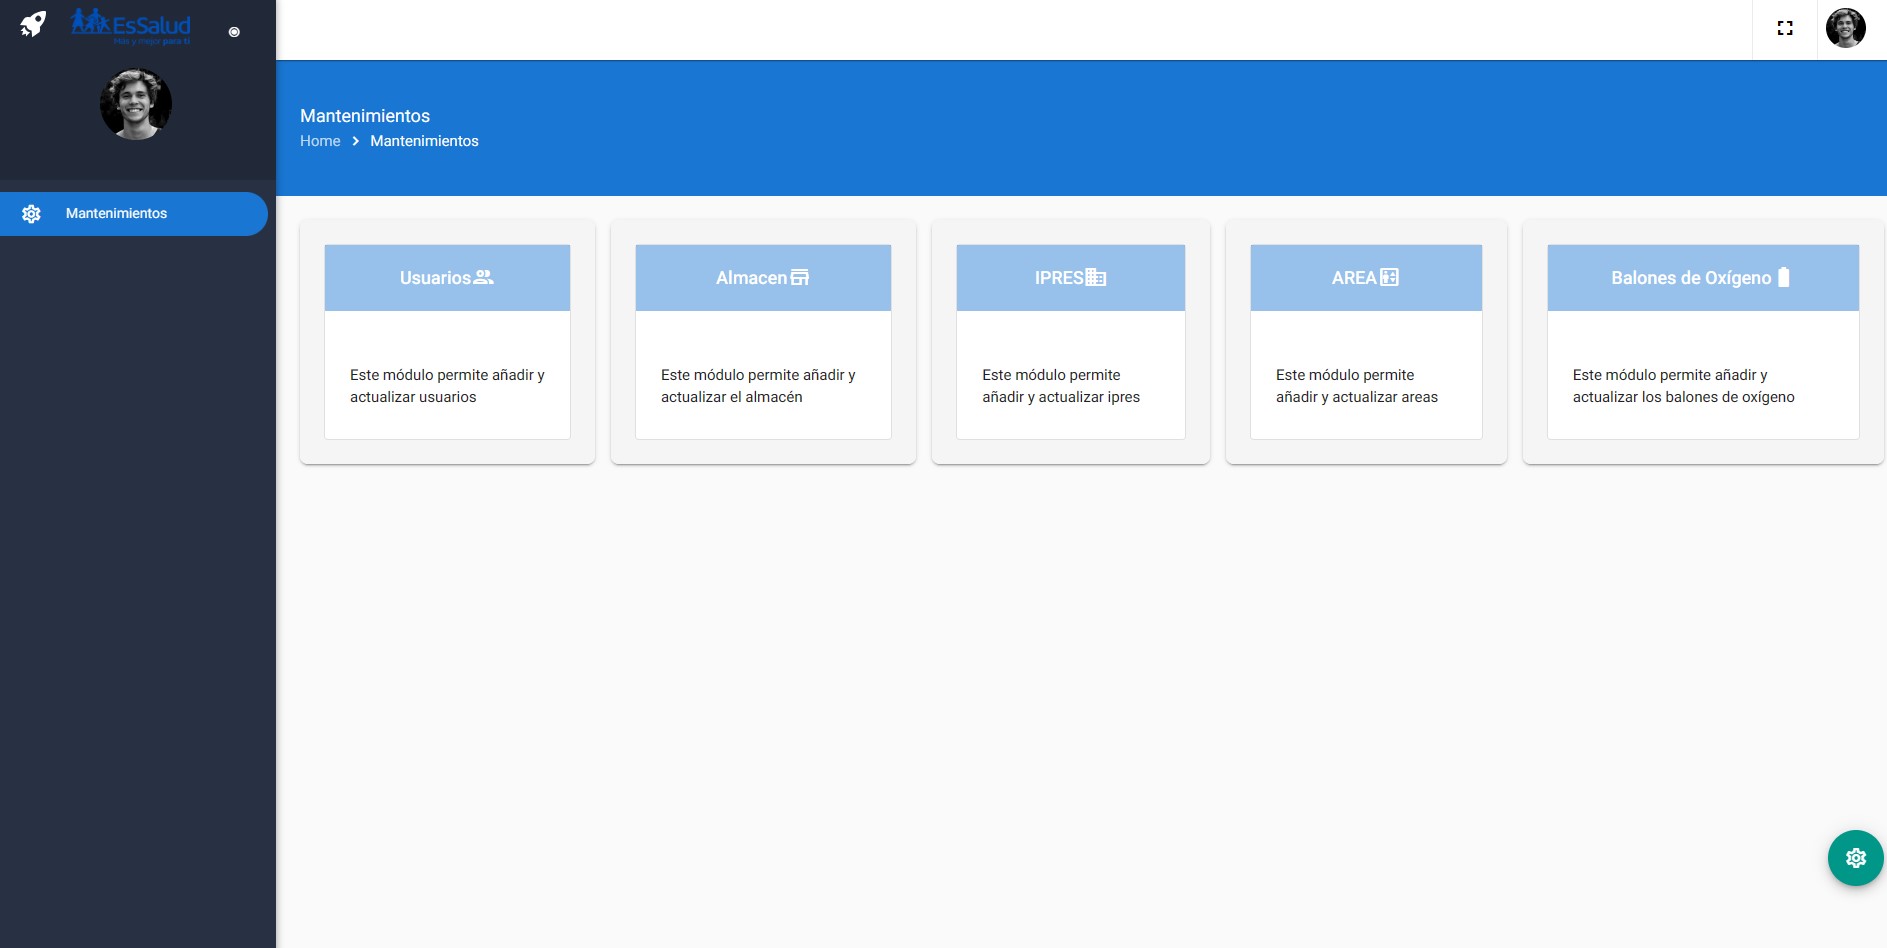 EsSalud
Más y mejor para ti
Mantenimientos
Mantenimientos
Home
Mantenimientos
Usuarios
Este módulo permite añadir y
actualizar usuarios
Almacen
Este módulo permite añadir y
actualizar el almacén
IPRES
Este módulo permite
añadir y actualizar ipres
AREA
Este módulo permite
añadir y actualizar areas
Balones de Oxígeno
Este módulo permite añadir y
actualizar los balones de oxígeno